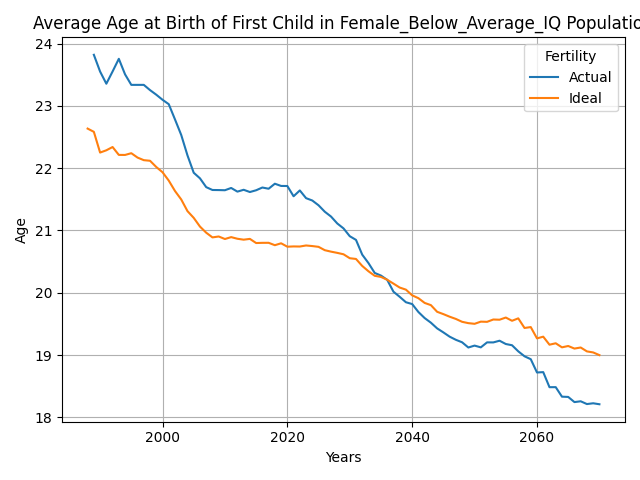 Average Age at Birth of First Child in Female_Below_Average_IQ Populatio
24
23
22
21
20
19
18
Age
2000
2020
2040
2060
Years
Fertility
Actual
Ideal